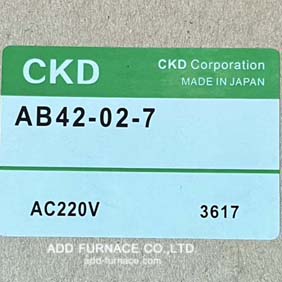 CKD
CKD Corporation
MADE IN JAPAN
AB42-02-7
AC220V 3617
ADD FURNACE CO.,LTD.
add-furnace.com